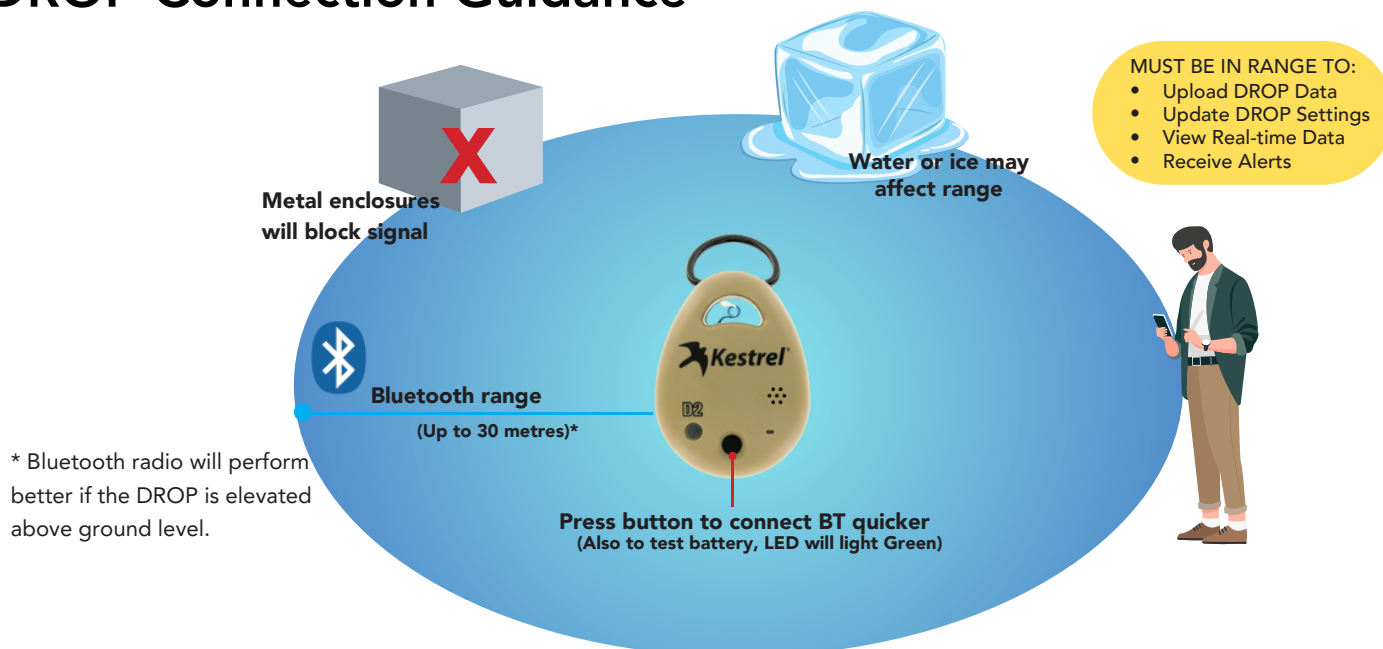 DROP Connection Guidance
MUST BE IN RANGE TO:
• Upload DROP Data
• Update DROP Settings
• View Real-time Data
• Receive Alerts
X
Metal enclosures
will block signal
Water or ice may
affect range
Kestrel
D2
Bluetooth range
(Up to 30 metres)*
* Bluetooth radio will perform
better if the DROP is elevated
above ground level.
Press button to connect BT quicker
(Also to test battery, LED will light Green)